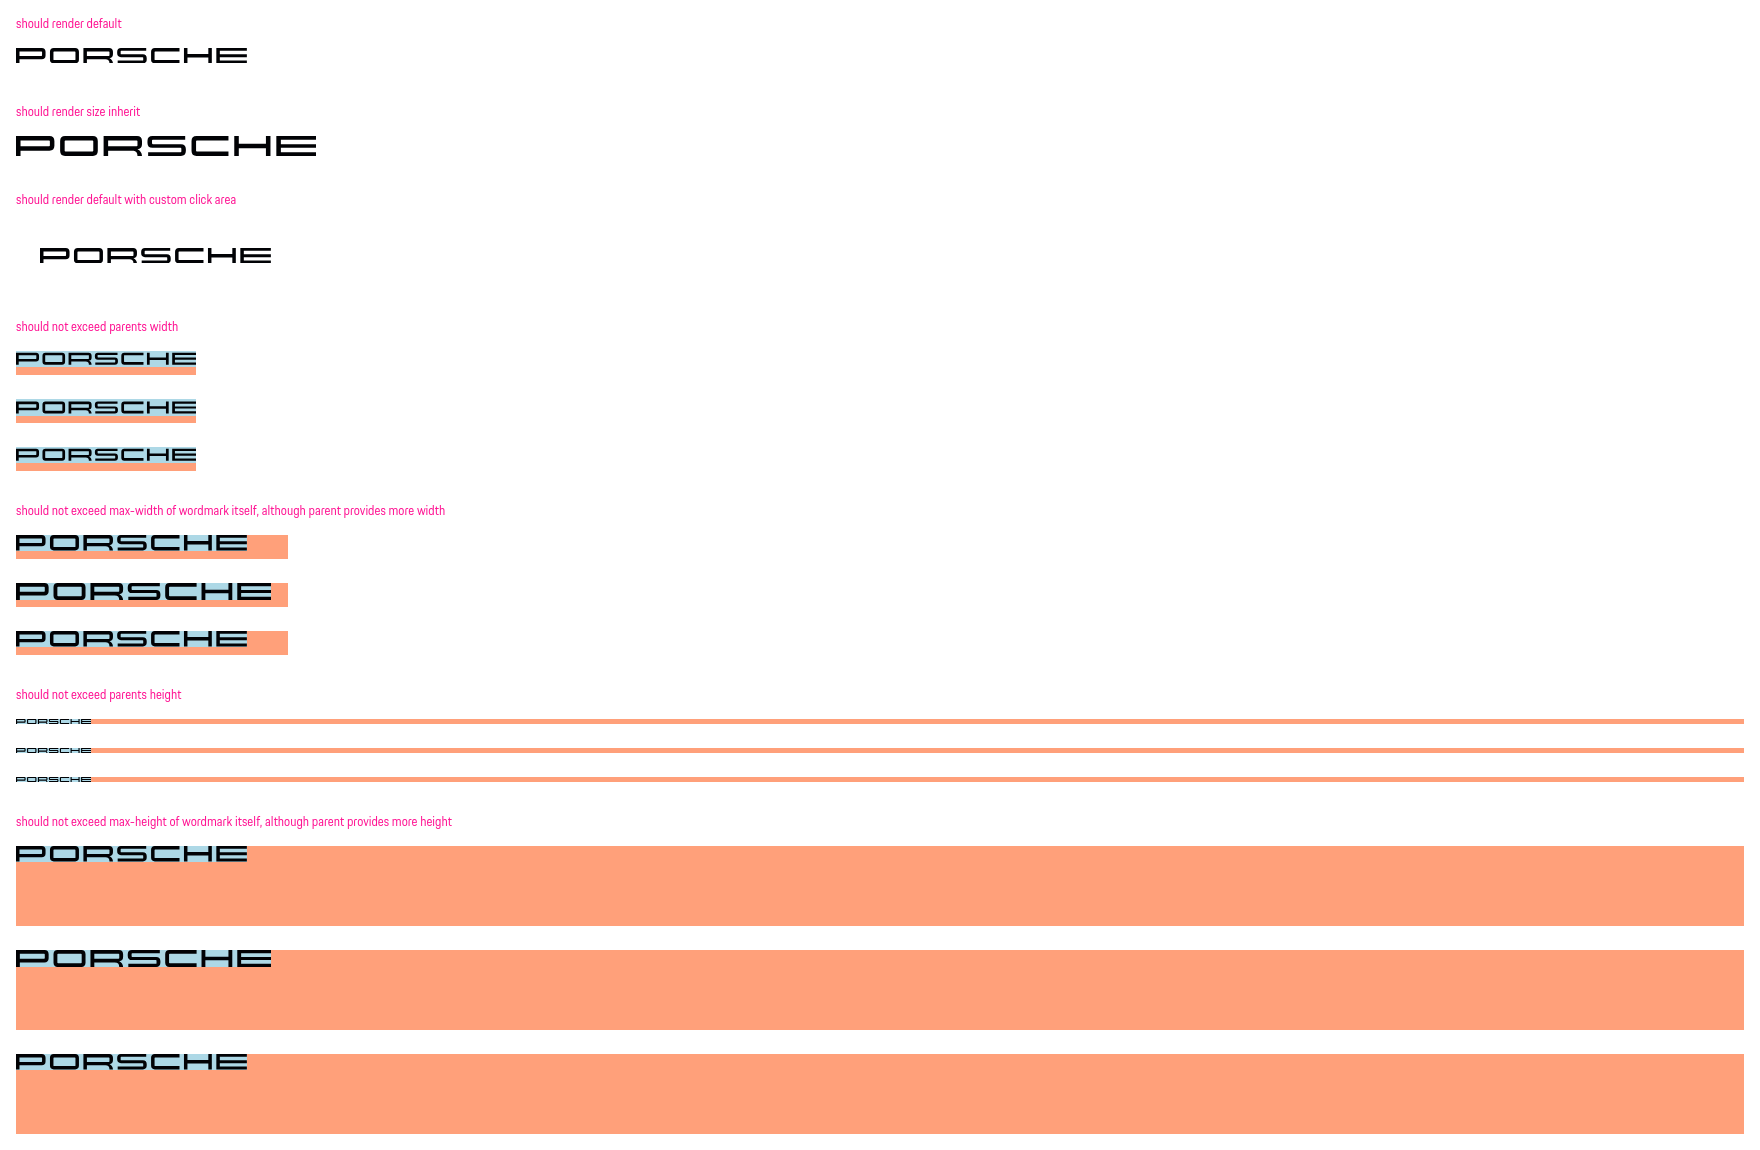 should render default
PORSCHE
should render size inherit
PORSCHE
should render default with custom click area
PORSCHE
should not exceed parents width
PORSCHE
PORSCHE
PORSCHE
should not exceed max-width of wordmark itself, although parent provides more width
PORSCHE
PORSCHE
PORSCHE
should not exceed parents height
PORSCHE
PORSCHE
PORSCHE
should not exceed max-height of wordmark itself, although parent provides more height
PORSCHE
PORSCHE
PORSCHE